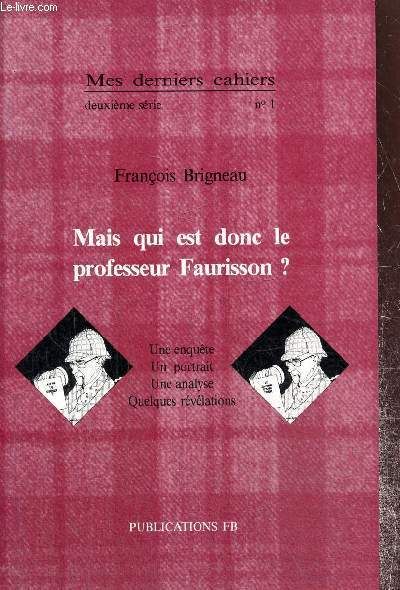 Le-livre.com
Mes derniers cahiers
deuxième série n° 1
François Brigneau
Mais qui est donc le
professeur Faurisson ?
Une enquête
Un portrait
Une analyse
Quelques révélations
PUBLICATIONS FB